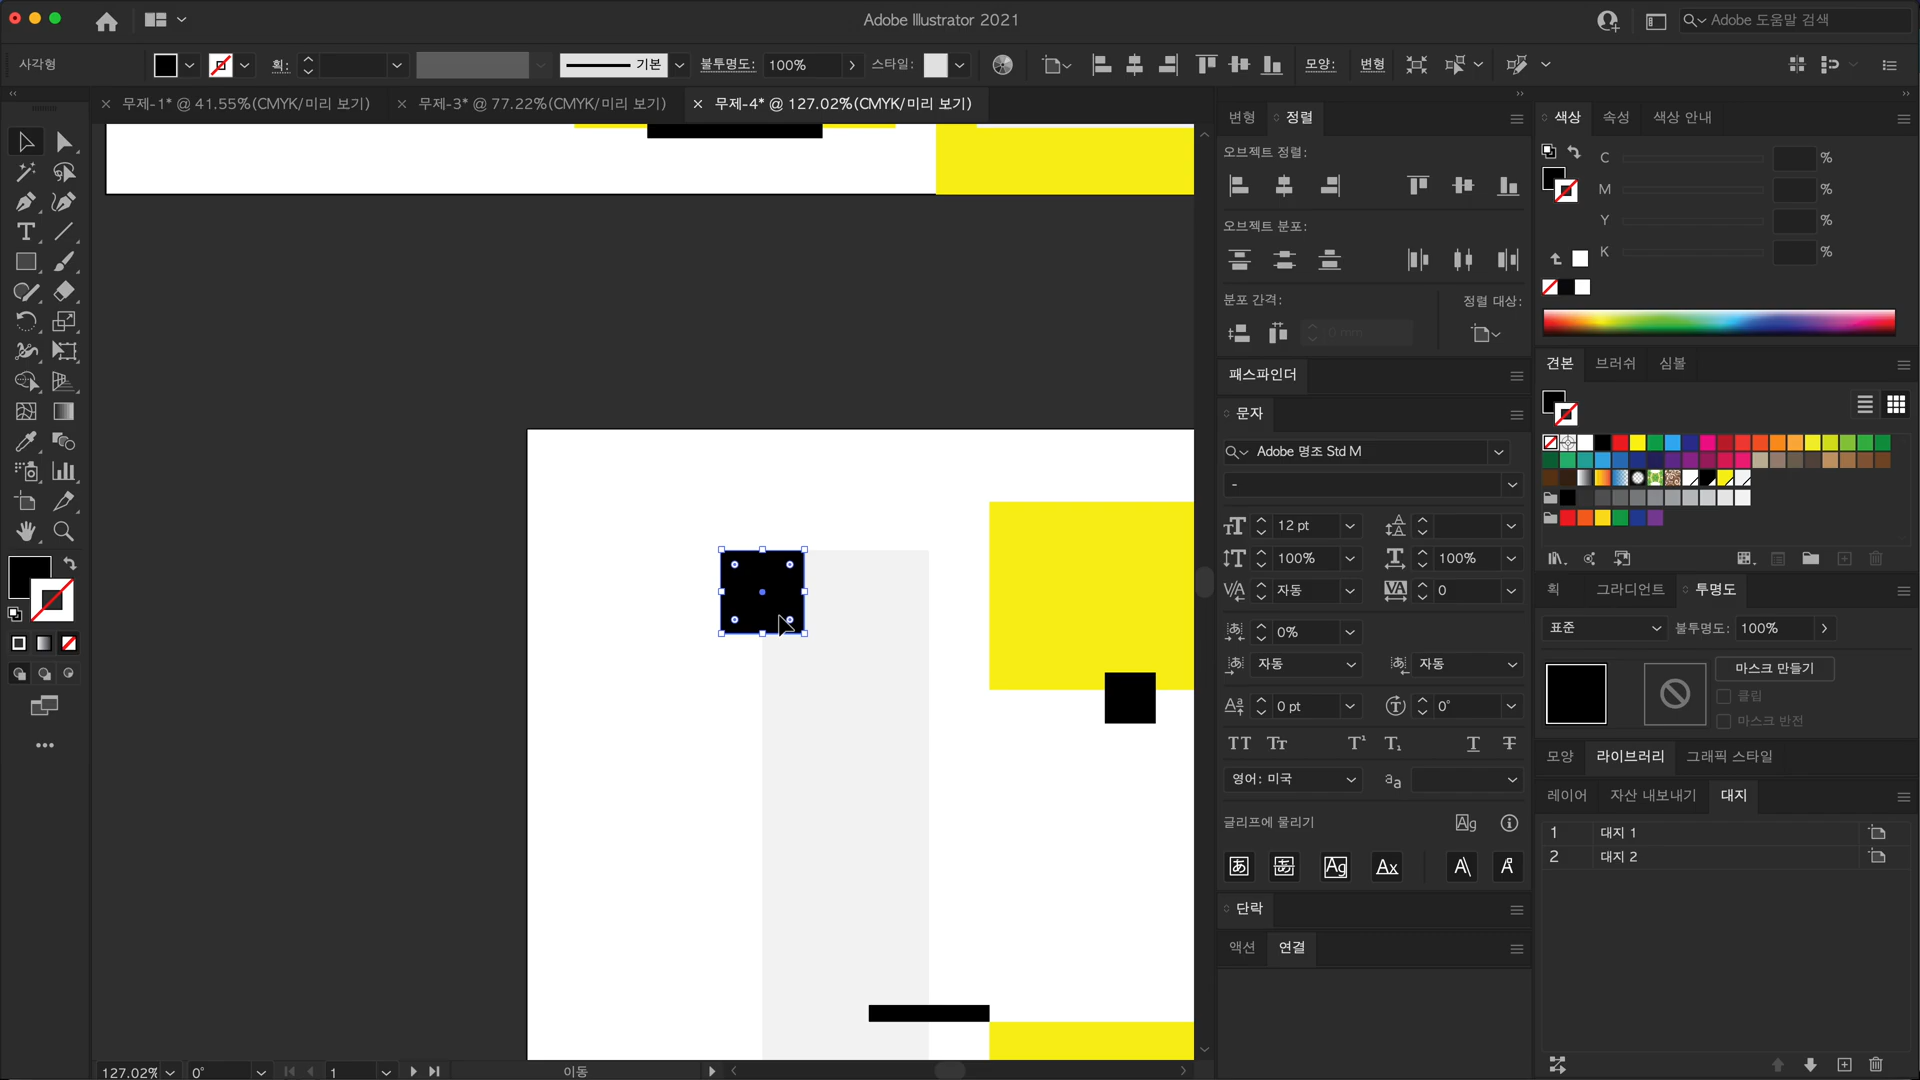 Adobe Illustrator 2021
Adobe 도움말 검색
사각형
획:
기본
불투명도:
100%
스타일:
모양:
변형
무제-1* @ 41.55%(CMYK/미리 보기)
무제-3* @ 77.22%(CMYK/미리 보기)
무제-4* @ 127.02%(CMYK/미리 보기)
변형
정렬
오브젝트 정렬:
오브젝트 분포:
분포 간격:
정렬 대상:
0 mm
패스파인더
문자
Adobe 명조 Std M
-
12 pt
100%
100%
자동
0
0%
자동
자동
0 pt
0°
영어: 미국
글리프에 물리기
단락
액션
연결
색상
속성
색상 안내
C
%
M
%
Y
%
K
%
견본
브러쉬
심볼
획
그라디언트
투명도
표준
불투명도:
100%
마스크 만들기
클립
마스크 반전
모양
라이브러리
그래픽 스타일
레이어
자산 내보내기
대지
1
대지 1
2
대지 2
127.02%
0°
1
이동